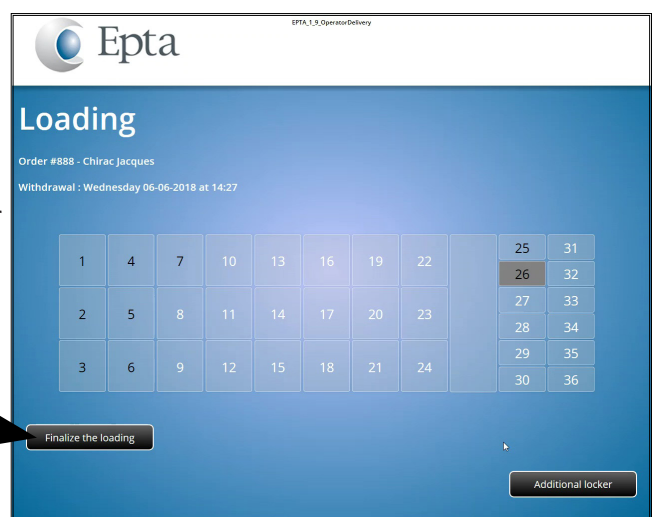 EPTA_1_9_OperatorDelivery
Epta
Loading
Order #888 - Chirac Jacques
Withdrawal : Wednesday 06-06-2018 at 14:27
1 4 7 10 13 16 19 22 25 31
26 32
2 5 8 11 14 17 20 23 27 33
28 34
3 6 9 12 15 18 21 24 29 35
30 36
Finalize the loading
Additional locker